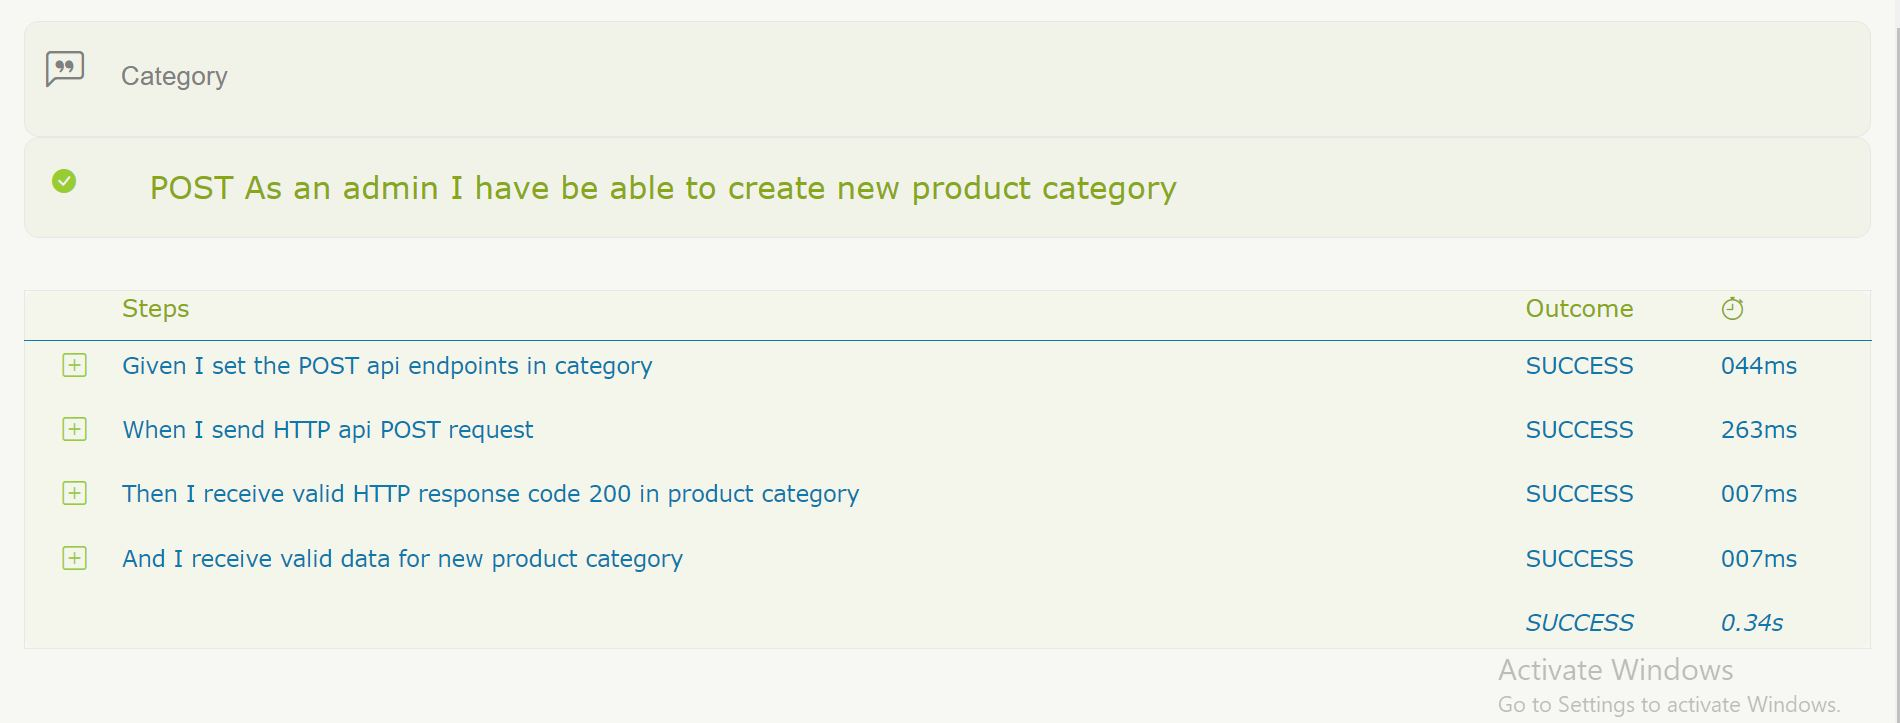 Category
POST As an admin I have be able to create new product category
Steps Outcome
Given I set the POST api endpoints in category SUCCESS 044ms
When I send HTTP api POST request SUCCESS 263ms
Then I receive valid HTTP response code 200 in product category SUCCESS 007ms
And I receive valid data for new product category SUCCESS 007ms
SUCCESS 0.34s
Activate Windows
Go to Settings to activate Windows.